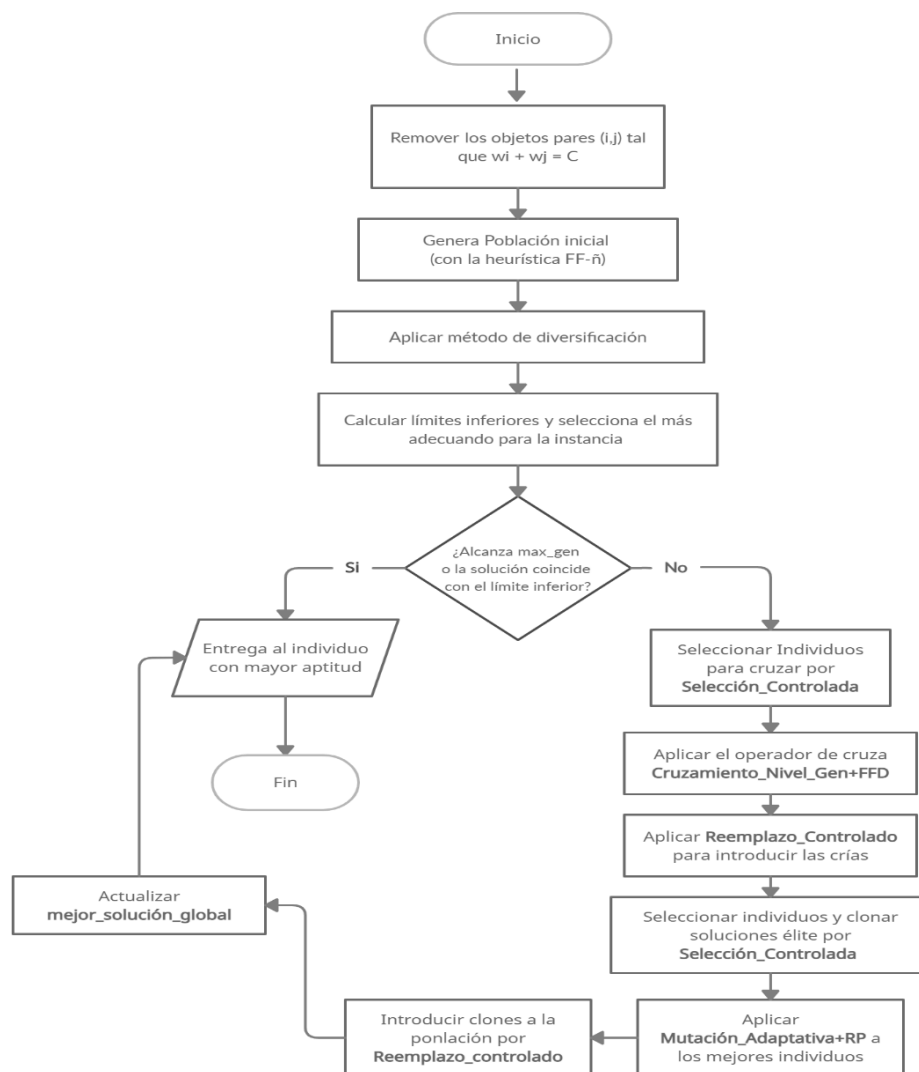 Inicio
Remover los objetos pares (i,j) tal
que wi + wj = C
Genera Población inicial
(con la heurística FF-ñ)
Aplicar método de diversificación
Calcular límites inferiores y selecciona el más
adecuando para la instancia
¿Alcanza max_gen
o la solución coincide
con el límite inferior?
Si
No
Entrega al individuo
con mayor aptitud
Fin
Seleccionar Individuos
para cruzar por
Selección_Controlada
Aplicar el operador de cruza
Cruzamiento_Nivel_Gen+FFD
Aplicar Reemplazo_Controlado
para introducir las crías
Seleccionar individuos y clonar
soluciones élite por
Selección_Controlada
Aplicar
Mutación_Adaptativa+RP a
los mejores individuos
Introducir clones a la
ponlación por
Reemplazo_controlado
Actualizar
mejor_solución_global